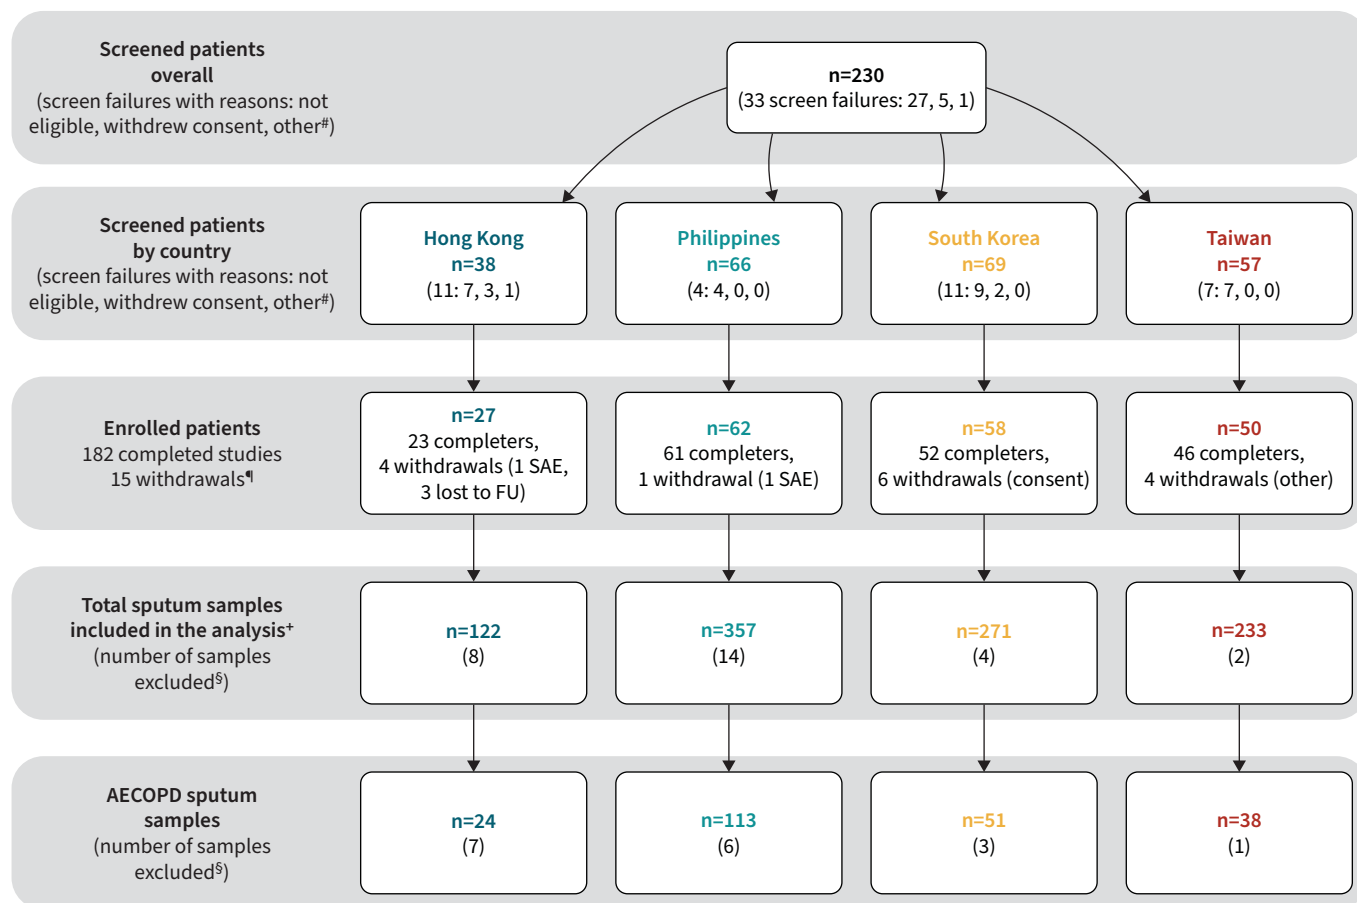 Screened patients
overall
(screen failures with reasons: not
eligible, withdrew consent, other#)
n=230
(33 screen failures: 27, 5, 1)
Screened patients
by country
(screen failures with reasons: not
eligible, withdrew consent, other#)
Hong Kong
n=38
(11: 7, 3, 1)
Philippines
n=66
(4: 4, 0, 0)
South Korea
n=69
(11: 9, 2, 0)
Taiwan
n=57
(7: 7, 0, 0)
Enrolled patients
182 completed studies
15 withdrawals¶
n=27
23 completers,
4 withdrawals (1 SAE,
3 lost to FU)
n=62
61 completers,
1 withdrawal (1 SAE)
n=58
52 completers,
6 withdrawals (consent)
n=50
46 completers,
4 withdrawals (other)
Total sputum samples
included in the analysis+
(number of samples
excluded§)
n=122
(8)
n=357
(14)
n=271
(4)
n=233
(2)
AECOPD sputum
samples
(number of samples
excluded§)
n=24
(7)
n=113
(6)
n=51
(3)
n=38
(1)